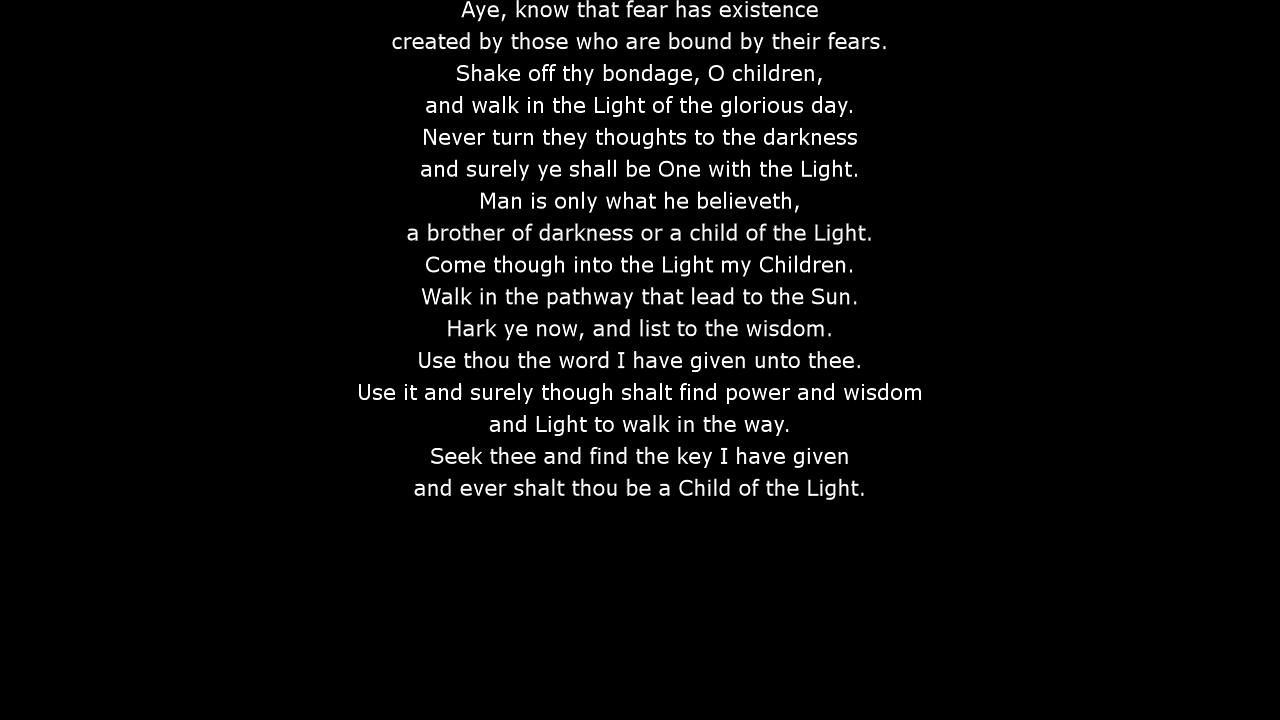 Aye, know that fear has existence
created by those who are bound by their fears.
Shake off thy bondage, O children,
and walk in the Light of the glorious day.
Never turn they thoughts to the darkness
and surely ye shall be One with the Light.
Man is only what he believeth,
a brother of darkness or a child of the Light.
Come though into the Light my Children.
Walk in the pathway that lead to the Sun.
Hark ye now, and list to the wisdom.
Use thou the word I have given unto thee.
Use it and surely though shalt find power and wisdom
and Light to walk in the way.
Seek thee and find the key I have given
and ever shalt thou be a Child of the Light.